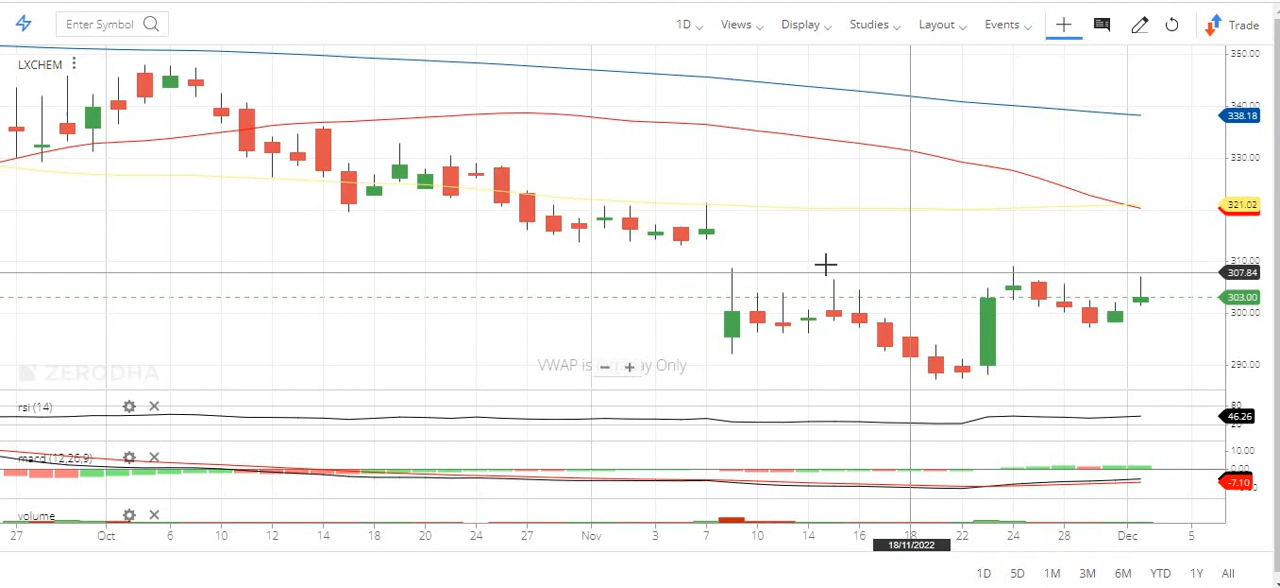 Enter Symbol 1D Views Display Studies Layout Events Trade
LXCHEM
350.00
340.00
338.18
330.00
321.02
310.00
307.84
303.00
300.00
290.00
VWAP is ay Only
ZERODHA
rsi (14)
80
20
46.26
macd (12,26,9)
10.00
0.00
-7.10
volume
27 Oct 6 10 12 14 18 20 24 27 Nov 3 7 10 14 16 18 22 24 28 Dec 5
18/11/2022
1D 5D 1M 3M 6M YTD 1Y All